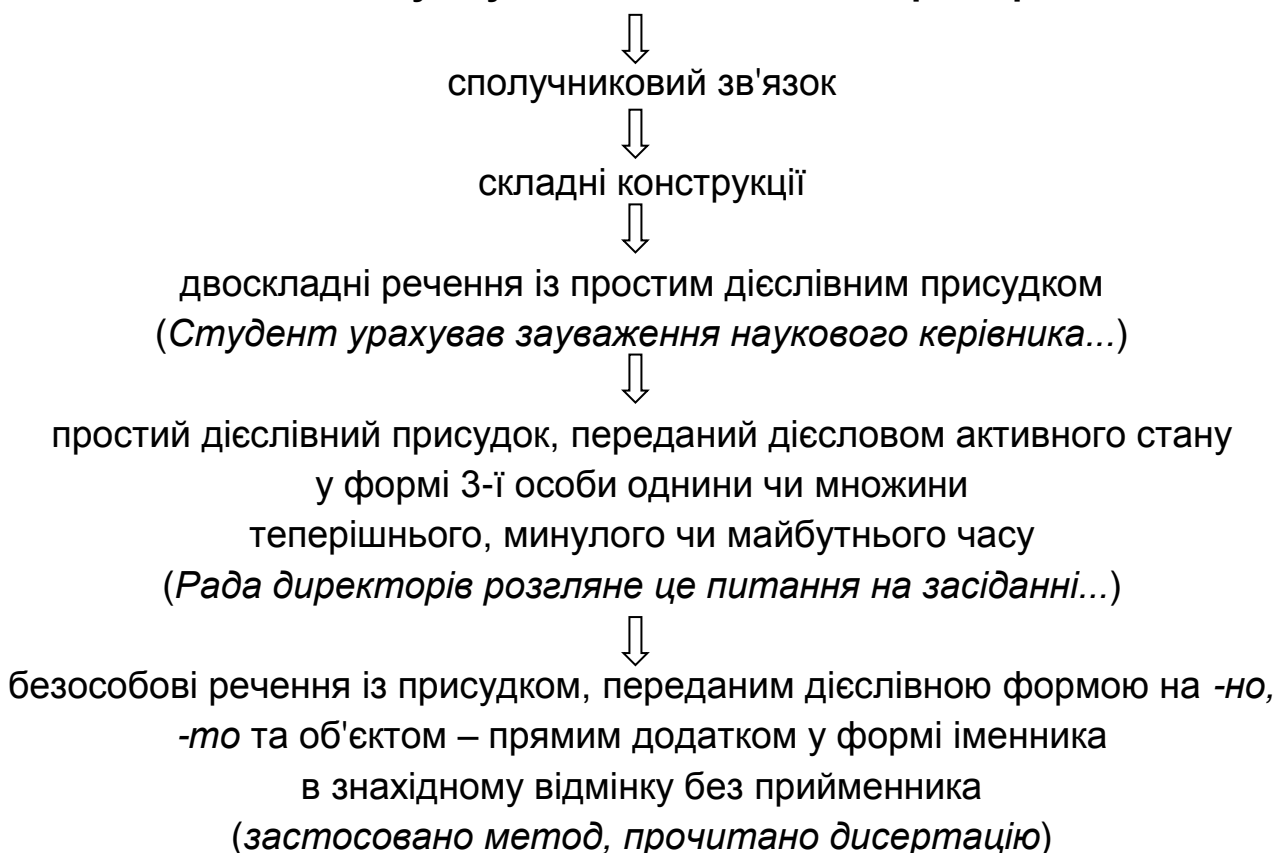 сполучниковий зв'язок
складні конструкції
двоскладні речення із простим дієслівним присудком
(Студент урахував зауваження наукового керівника...)
простий дієслівний присудок, переданий дієсловом активного стану
у формі 3-ї особи однини чи множини
теперішнього, минулого чи майбутнього часу
(Рада директорів розгляне це питання на засіданні...)
безособові речення із присудком, переданим дієслівною формою на -но,
-то та об'єктом – прямим додатком у формі іменника
в знахідному відмінку без прийменника
(застосовано метод, прочитано дисертацію)